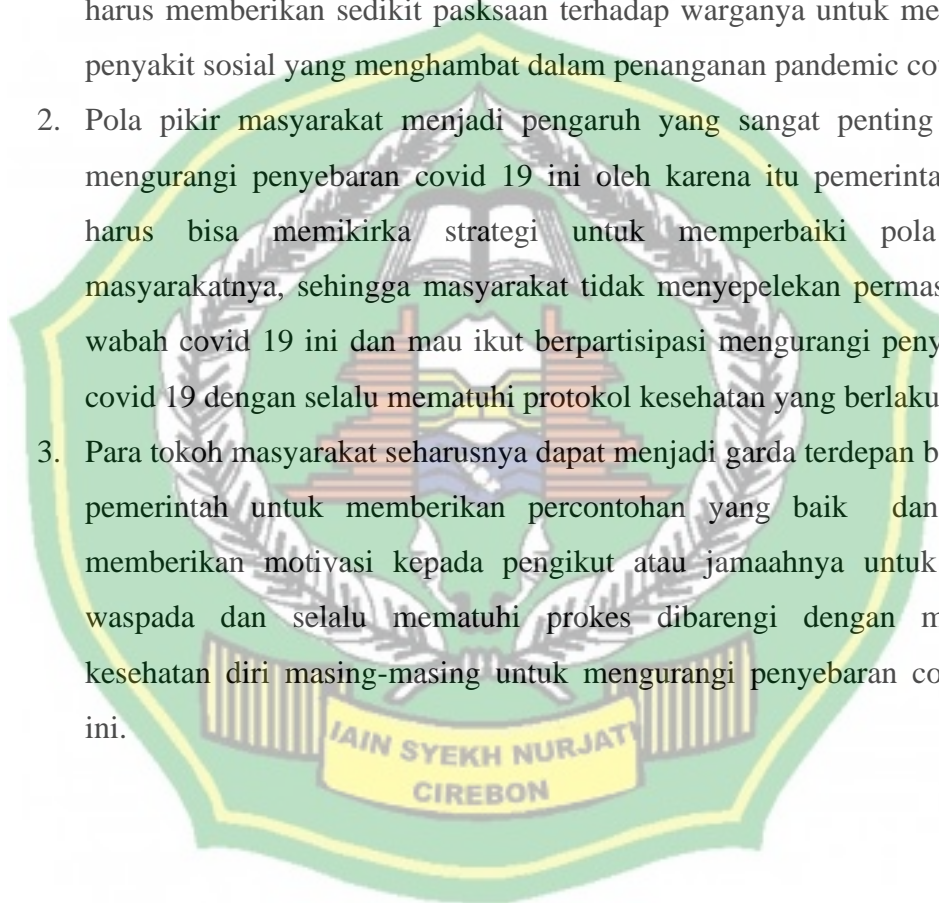 harus memberikan sedikit pasksaan terhadap warganya untuk me
penyakit sosial yang menghambat dalam penanganan pandemic co
2. Pola pikir masyarakat menjadi pengaruh yang sangat penting
mengurangi penyebaran covid 19 ini oleh karena itu pemerinta
harus bisa memikirka strategi untuk memperbaiki pola
masyarakatnya, sehingga masyarakat tidak menyepelekan permas
wabah covid 19 ini dan mau ikut berpartisipasi mengurangi peny
covid 19 dengan selalu mematuhi protokol kesehatan yang berlaku
3. Para tokoh masyarakat seharusnya dapat menjadi garda terdepan b
pemerintah untuk memberikan percontohan yang baik dan
memberikan motivasi kepada pengikut atau jamaahnya untuk
waspada dan selalu mematuhi prokes dibarengi dengan m
kesehatan diri masing-masing untuk mengurangi penyebaran co
ini.
IAIN SYEKH NURJATI
CIREBON